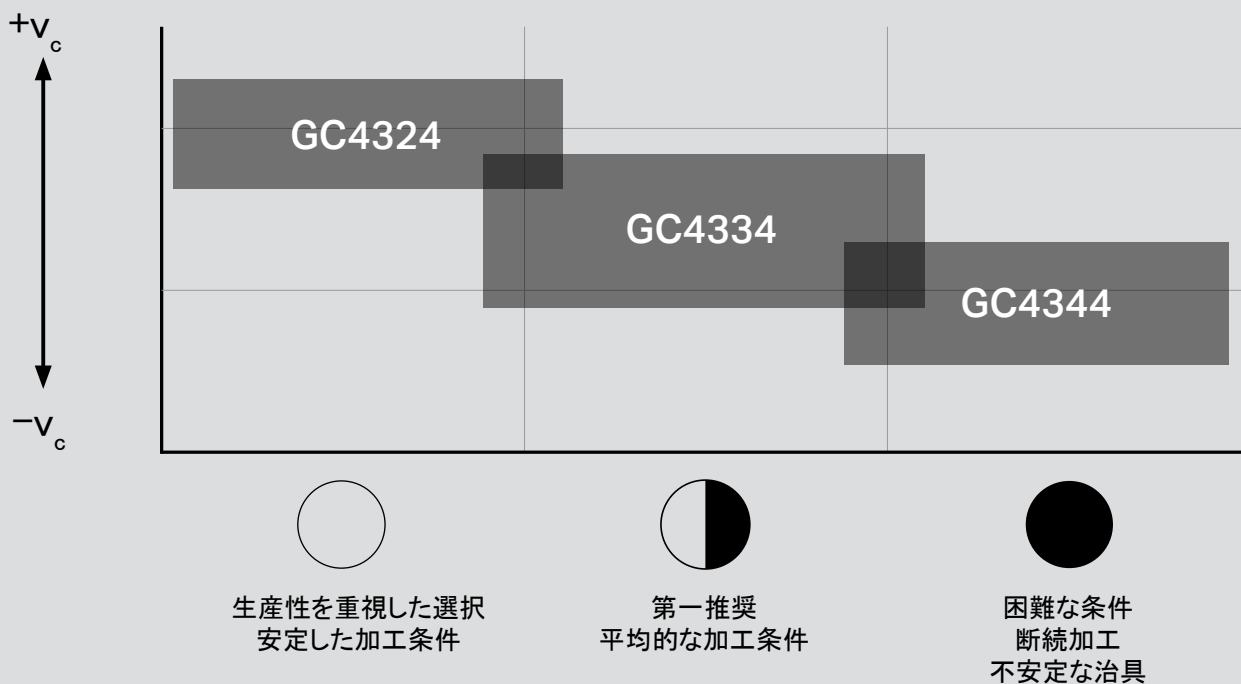 +vc
GC4324
GC4334
GC4344
−vc
生産性を重視した選択
安定した加工条件
第一推奨
平均的な加工条件
困難な条件
断続加工
不安定な治具